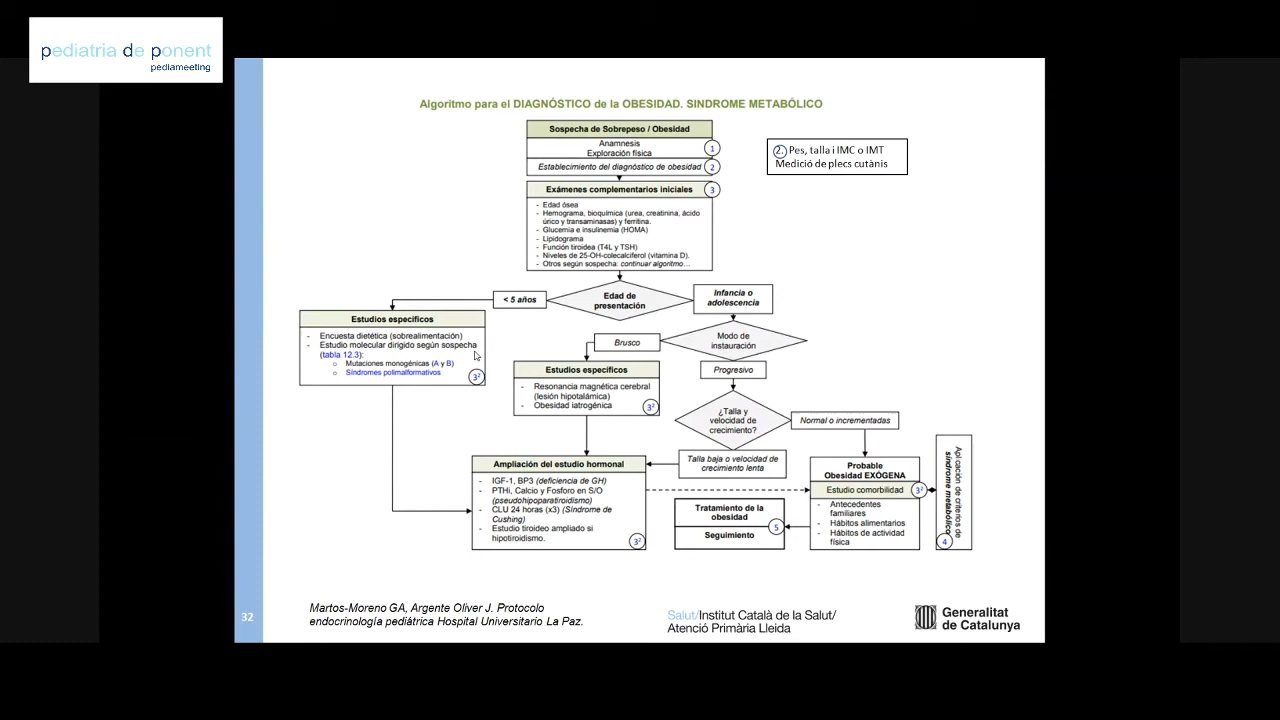 pediatria de ponent
pediameeting
Algoritmo para el DIAGNÓSTICO de la OBESIDAD. SINDROME METABÓLICO
Sospecha de Sobrepeso / Obesidad
Anamnesis
Exploración física
1
Establecimiento del diagnóstico de obesidad
2
2. Pes, talla i IMC o IMT
Medició de plecs cutànis
Exámenes complementarios iniciales
3
- Edad ósea
- Hemograma, bioquímica (urea, creatinina, ácido
úrico y transaminasas) y ferritina.
- Glucemia e insulinemia (HOMA)
- Lipidograma
- Función tiroidea (T4L y TSH)
- Niveles de 25-OH-colecalciferol (vitamina D).
- Otros según sospecha: continuar algoritmo...
< 5 años
Edad de
presentación
Infancia o
adolescencia
Estudios específicos
- Encuesta dietética (sobrealimentación)
- Estudio molecular dirigido según sospecha
(tabla 12.3):
o Mutaciones monogénicas (A y B)
o Síndromes polimalformativos
3²
Brusco
Modo de
instauración
Estudios específicos
- Resonancia magnética cerebral
(lesión hipotalámica)
- Obesidad iatrogénica
3²
Progresivo
¿Talla y
velocidad de
crecimiento?
Normal o incrementadas
Talla baja o velocidad de
crecimiento lenta
Ampliación del estudio hormonal
- IGF-1, BP3 (deficiencia de GH)
- PTHi, Calcio y Fosforo en S/O
(pseudohipoparatiroidismo)
- CLU 24 horas (x3) (Síndrome de
Cushing)
- Estudio tiroideo ampliado si
hipotiroidismo.
3²
Tratamiento de la
obesidad
5
Seguimiento
Probable
Obesidad EXÓGENA
Estudio comorbilidad
3²
- Antecedentes
familiares
- Hábitos alimentarios
- Hábitos de actividad
física
Aplicación de criterios de
síndrome metabólico
4
32
Martos-Moreno GA, Argente Oliver J. Protocolo
endocrinología pediátrica Hospital Universitario La Paz.
Salut/Institut Català de la Salut/
Atenció Primària Lleida
Generalitat
de Catalunya